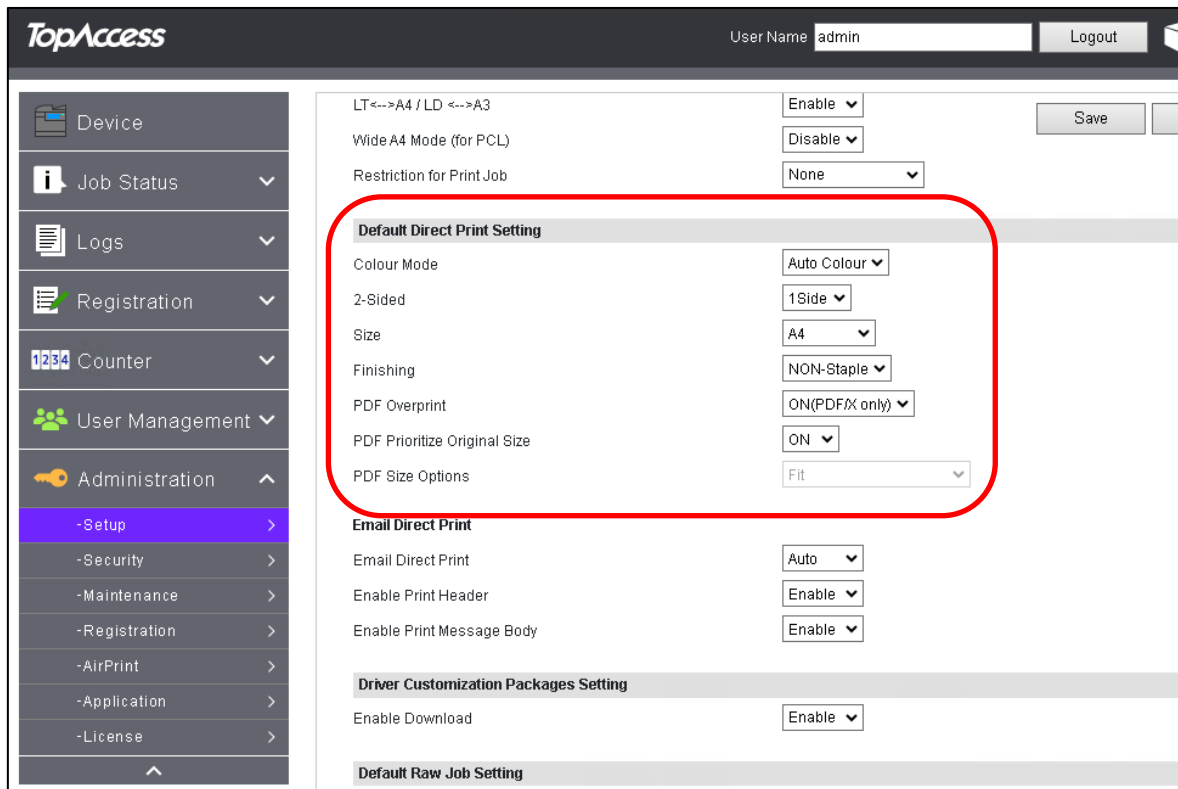 TopAccess
User Name admin Logout
Device
Job Status
Logs
Registration
1234 Counter
User Management
Administration
-Setup
-Security
-Maintenance
-Registration
-AirPrint
-Application
-License
LT<-->A4 / LD <-->A3 Enable
Save
Wide A4 Mode (for PCL) Disable
Restriction for Print Job None
Default Direct Print Setting
Colour Mode Auto Colour
2-Sided 1Side
Size A4
Finishing NON-Staple
PDF Overprint ON(PDF/X only)
PDF Prioritize Original Size ON
PDF Size Options Fit
Email Direct Print
Email Direct Print Auto
Enable Print Header Enable
Enable Print Message Body Enable
Driver Customization Packages Setting
Enable Download Enable
Default Raw Job Setting